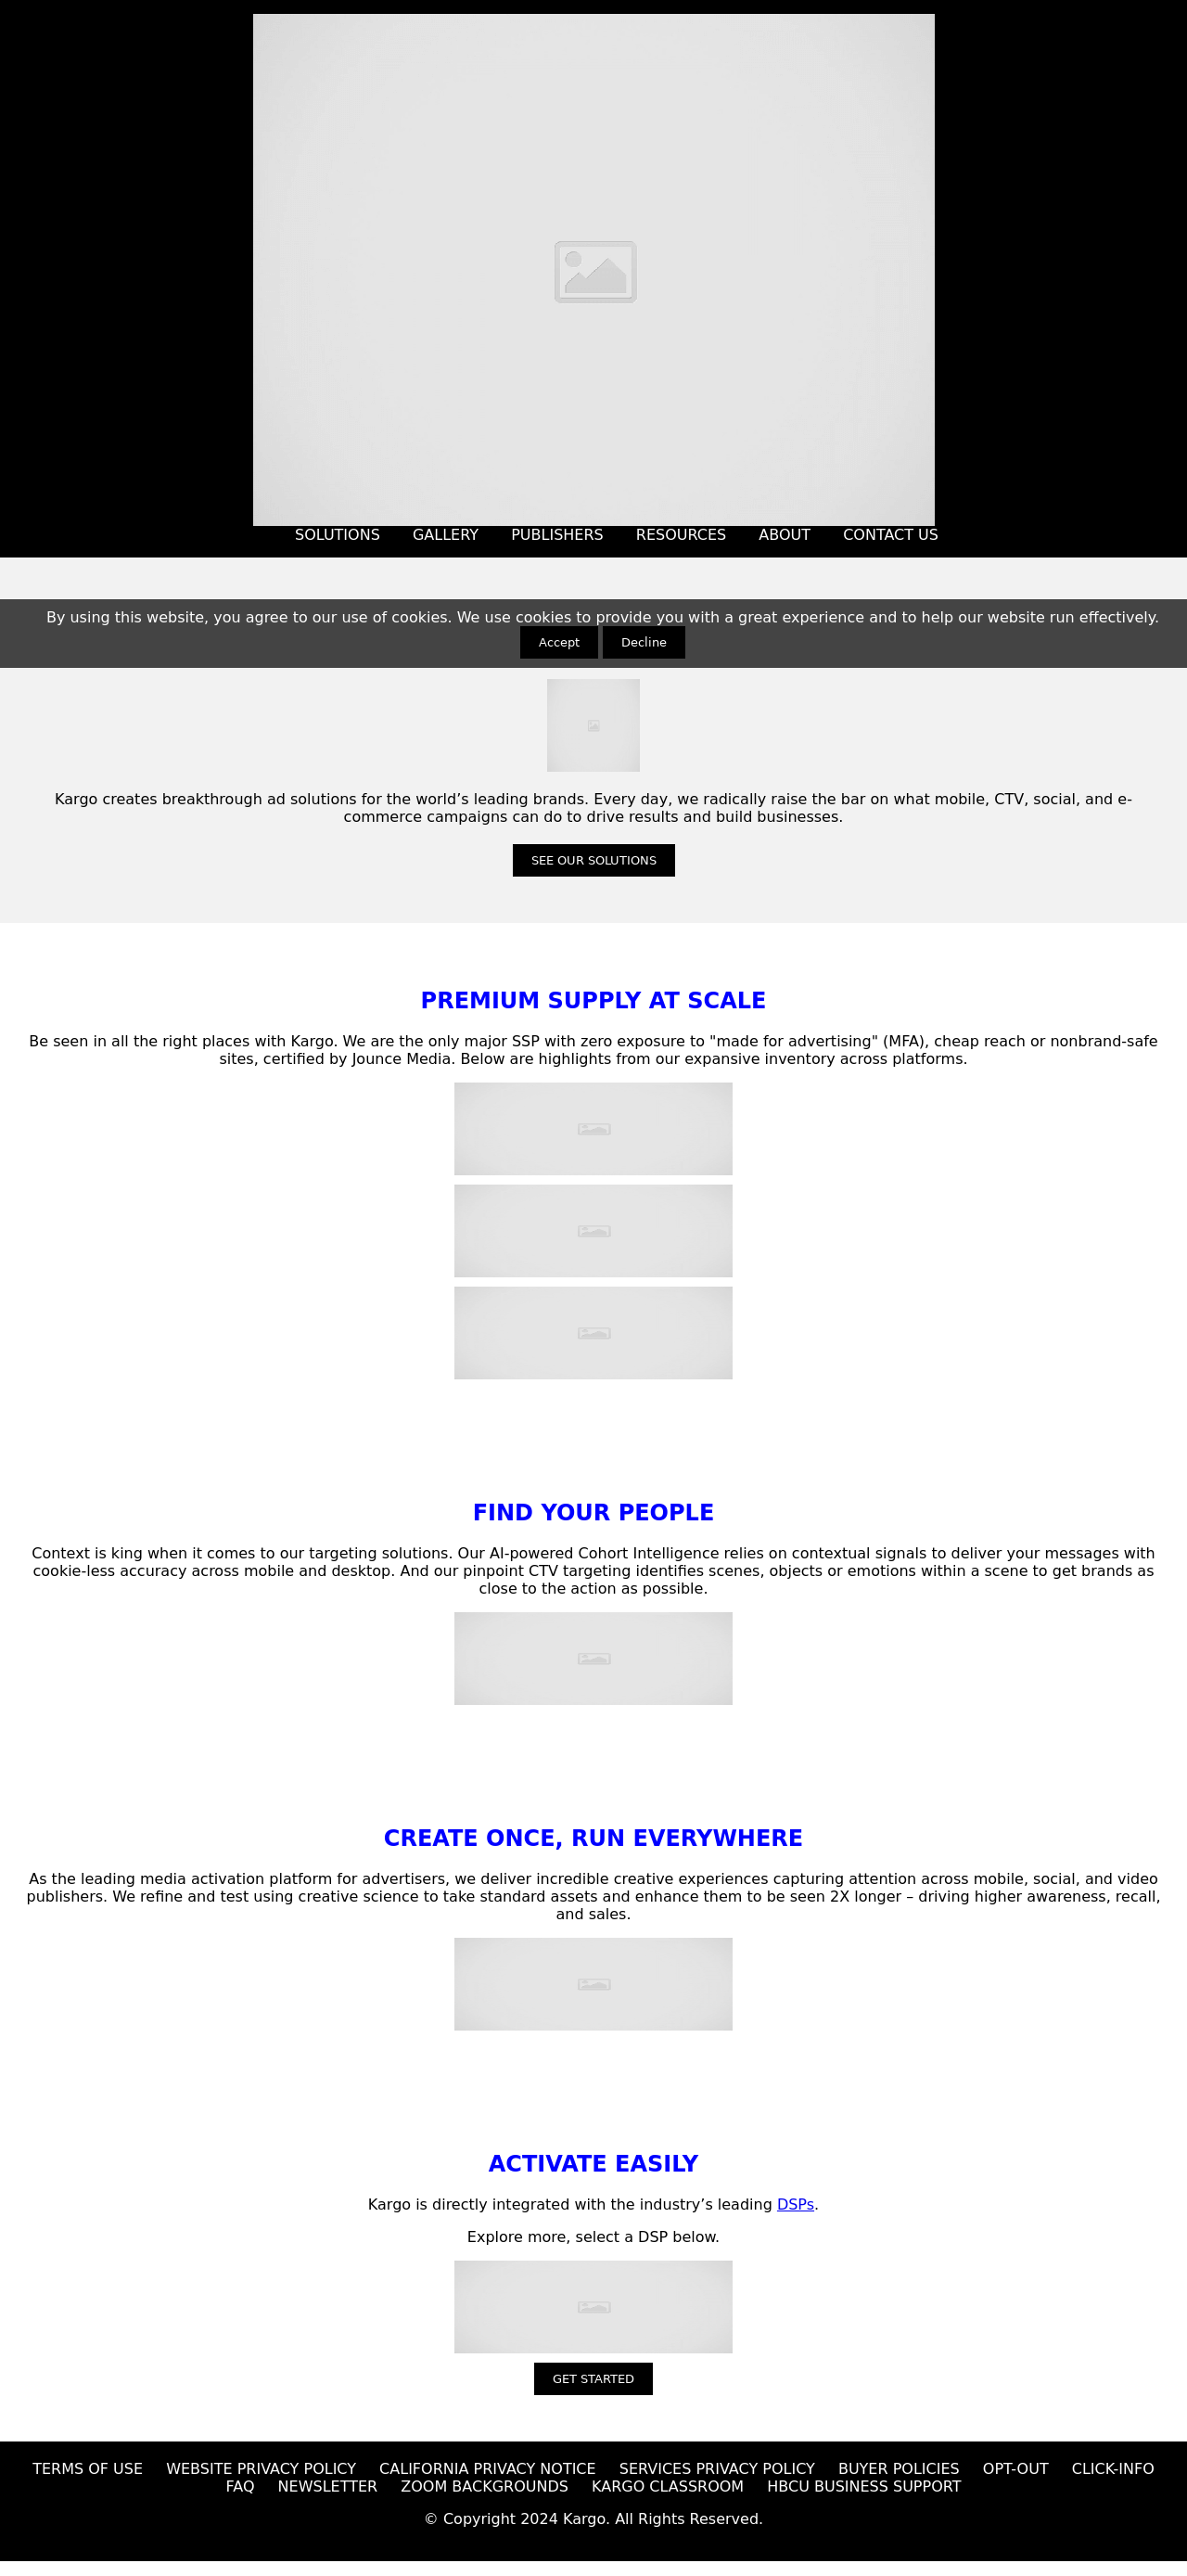 SOLUTIONS GALLERY PUBLISHERS RESOURCES ABOUT CONTACT US
By using this website, you agree to our use of cookies. We use cookies to provide you with a great experience and to help our website run effectively.
Accept Decline
Kargo creates breakthrough ad solutions for the world’s leading brands. Every day, we radically raise the bar on what mobile, CTV, social, and e-
commerce campaigns can do to drive results and build businesses.
SEE OUR SOLUTIONS
PREMIUM SUPPLY AT SCALE
Be seen in all the right places with Kargo. We are the only major SSP with zero exposure to "made for advertising" (MFA), cheap reach or nonbrand-safe
sites, certified by Jounce Media. Below are highlights from our expansive inventory across platforms.
FIND YOUR PEOPLE
Context is king when it comes to our targeting solutions. Our AI-powered Cohort Intelligence relies on contextual signals to deliver your messages with
cookie-less accuracy across mobile and desktop. And our pinpoint CTV targeting identifies scenes, objects or emotions within a scene to get brands as
close to the action as possible.
CREATE ONCE, RUN EVERYWHERE
As the leading media activation platform for advertisers, we deliver incredible creative experiences capturing attention across mobile, social, and video
publishers. We refine and test using creative science to take standard assets and enhance them to be seen 2X longer – driving higher awareness, recall,
and sales.
ACTIVATE EASILY
Kargo is directly integrated with the industry’s leading DSPs.
Explore more, select a DSP below.
GET STARTED
TERMS OF USE WEBSITE PRIVACY POLICY CALIFORNIA PRIVACY NOTICE SERVICES PRIVACY POLICY BUYER POLICIES OPT-OUT CLICK-INFO
FAQ NEWSLETTER ZOOM BACKGROUNDS KARGO CLASSROOM HBCU BUSINESS SUPPORT
© Copyright 2024 Kargo. All Rights Reserved.